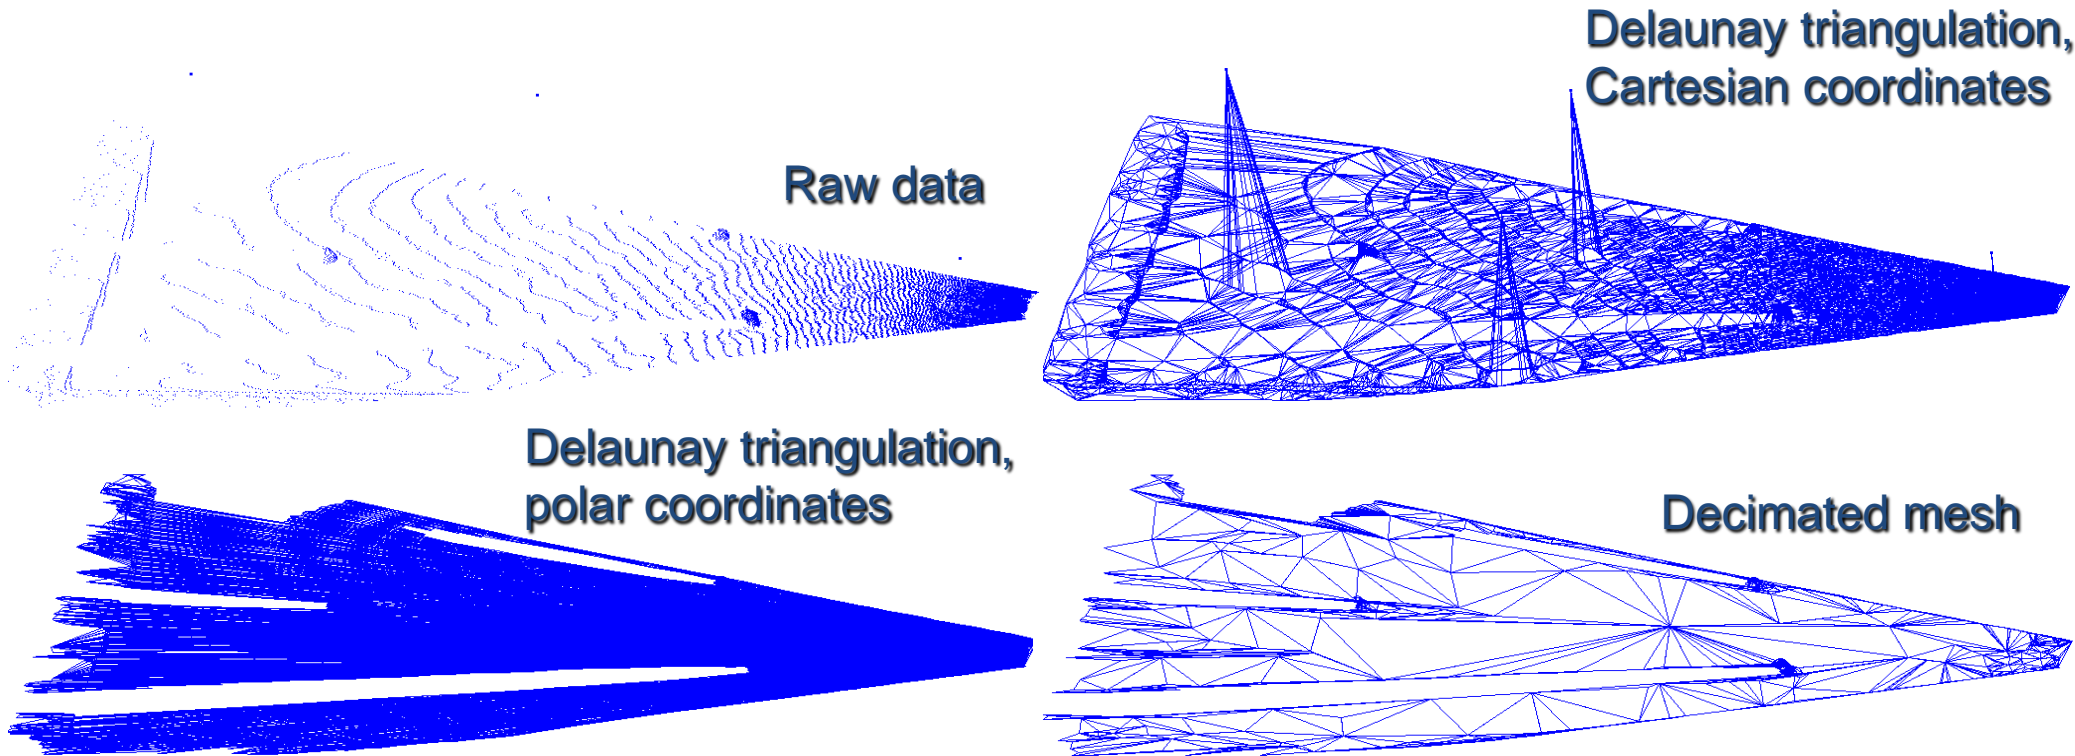 Raw data
Delaunay triangulation,
Cartesian coordinates
Delaunay triangulation,
polar coordinates
Decimated mesh